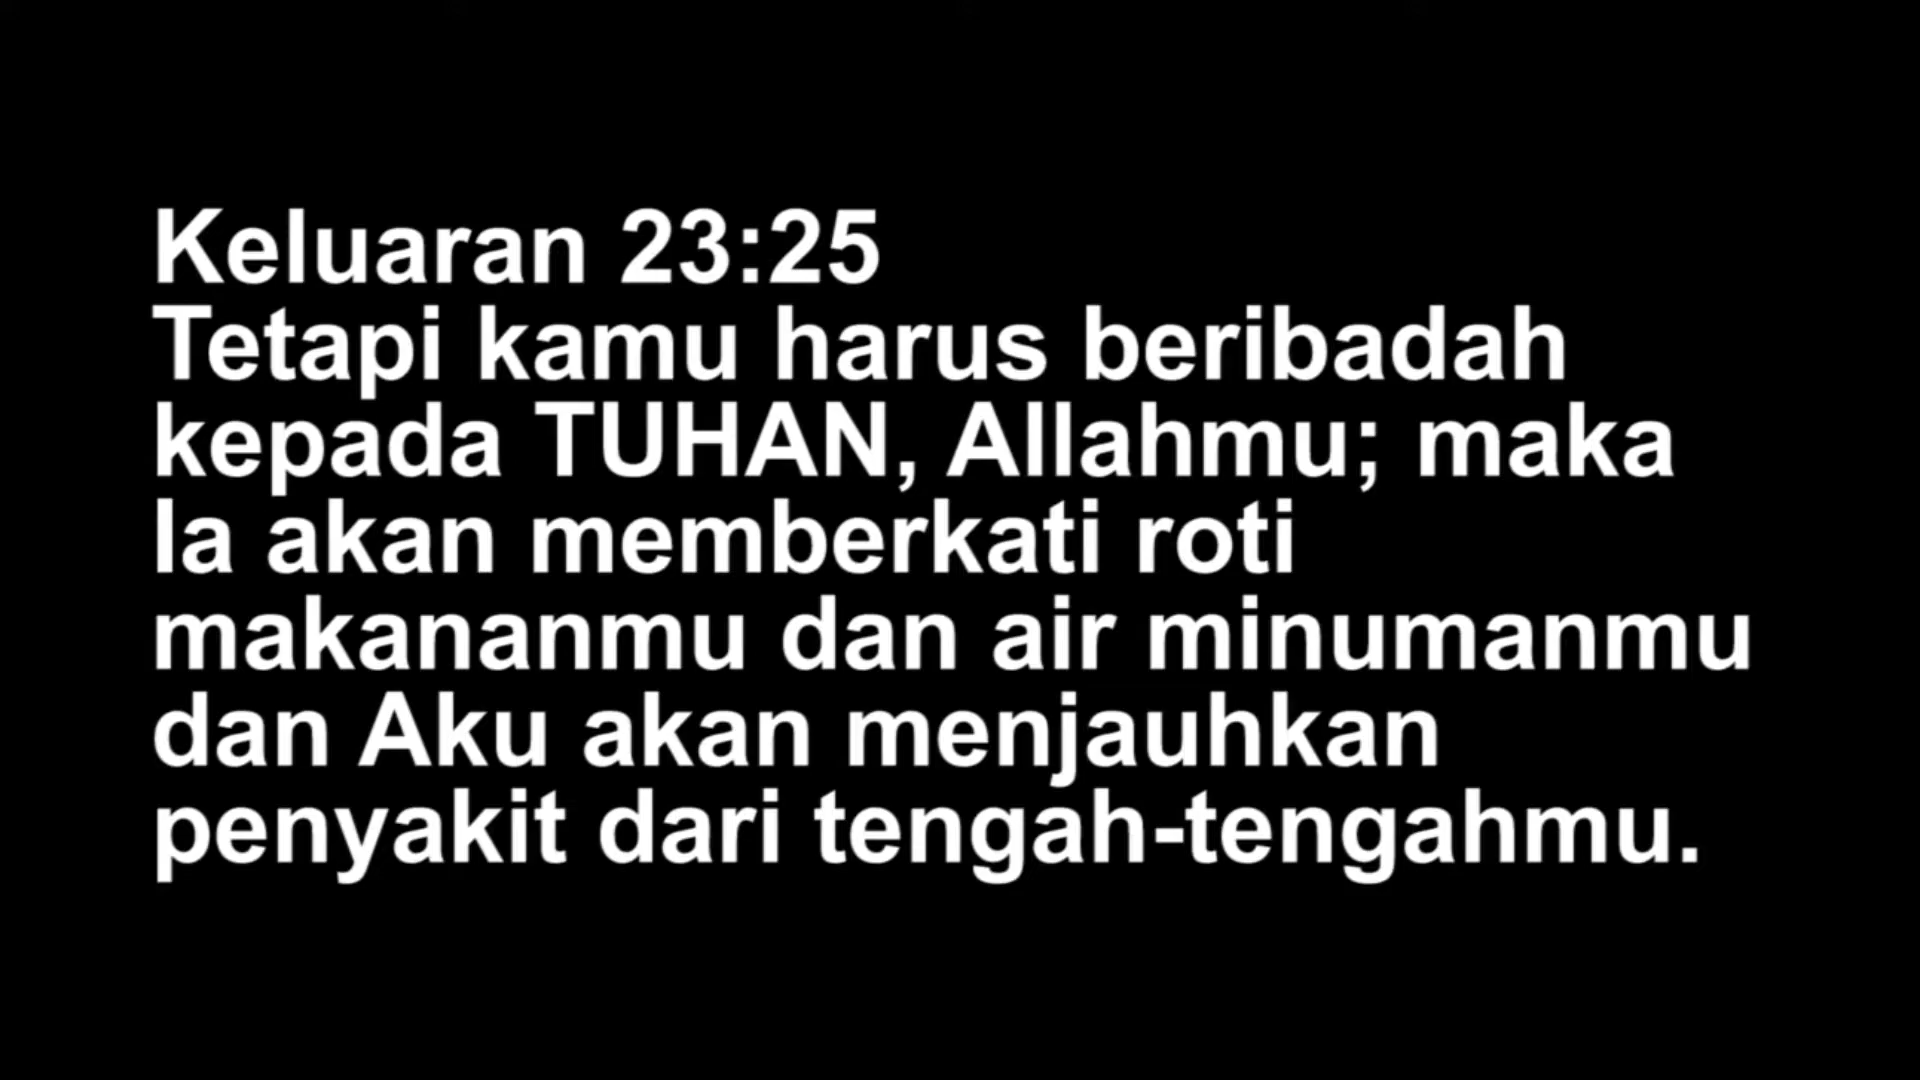 Keluaran 23:25
Tetapi kamu harus beribadah
kepada TUHAN, Allahmu; maka
Ia akan memberkati roti
makananmu dan air minumanmu
dan Aku akan menjauhkan
penyakit dari tengah-tengahmu.